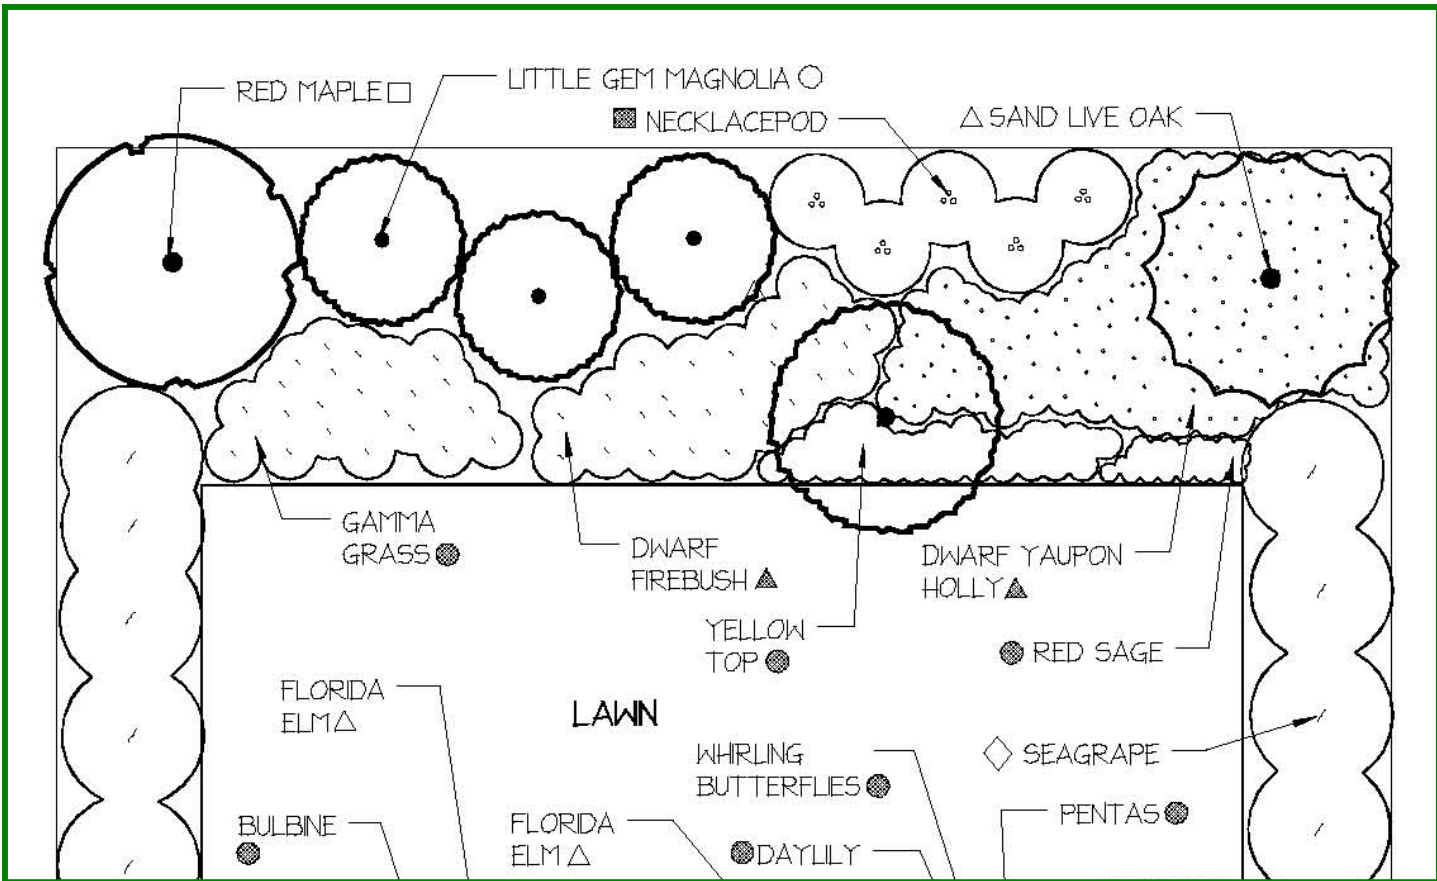 RED MAPLE
LITTLE GEM MAGNOLIA
NECKLACEPOD
SAND LIVE OAK
GAMMA
GRASS
DWARF
FIREBUSH
DWARF YAUPON
HOLLY
YELLOW
TOP
RED SAGE
FLORIDA
ELM
LAWN
WHIRLING
BUTTERFLIES
SEAGRAPE
PENTAS
BULBINE
FLORIDA
ELM
DAYLILY